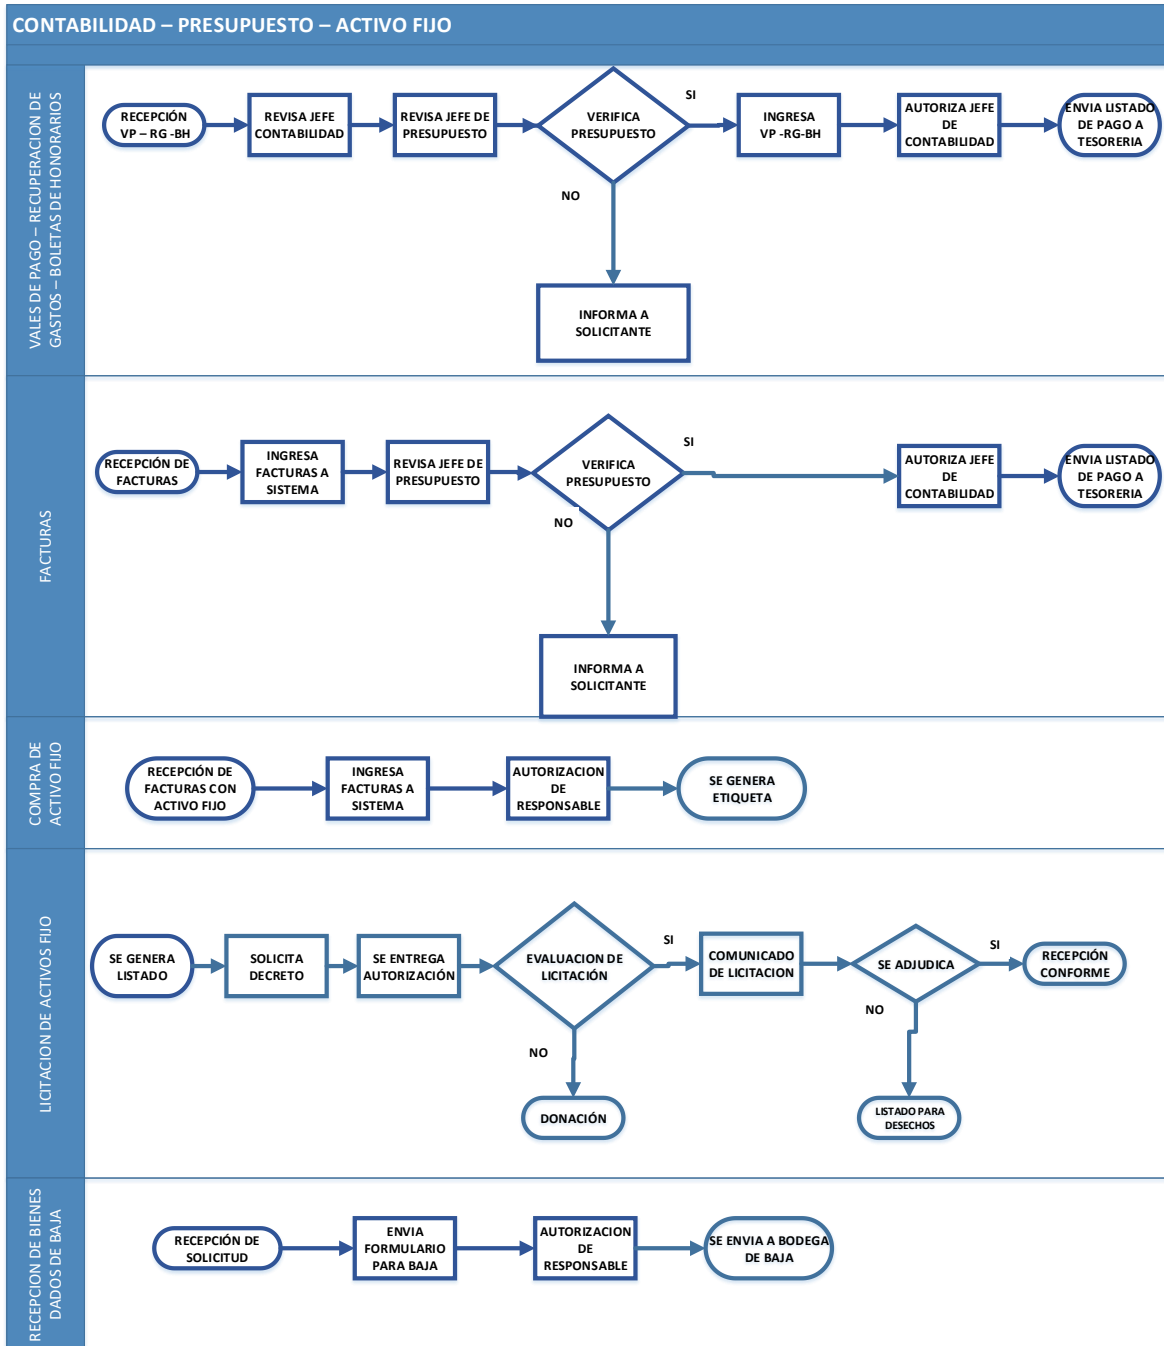 CONTABILIDAD – PRESUPUESTO – ACTIVO FIJO
VALES DE PAGO – RECUPERACION DE
GASTOS – BOLETAS DE HONORARIOS
RECEPCIÓN
VP – RG -BH
REVISA JEFE
CONTABILIDAD
REVISA JEFE DE
PRESUPUESTO
VERIFICA
PRESUPUESTO
SI
NO
INGRESA
VP -RG-BH
AUTORIZA JEFE
DE
CONTABILIDAD
ENVIA LISTADO
DE PAGO A
TESORERIA
INFORMA A
SOLICITANTE
FACTURAS
RECEPCIÓN DE
FACTURAS
INGRESA
FACTURAS A
SISTEMA
REVISA JEFE DE
PRESUPUESTO
VERIFICA
PRESUPUESTO
SI
NO
AUTORIZA JEFE
DE
CONTABILIDAD
ENVIA LISTADO
DE PAGO A
TESORERIA
INFORMA A
SOLICITANTE
COMPRA DE
ACTIVO FIJO
RECEPCIÓN DE
FACTURAS CON
ACTIVO FIJO
INGRESA
FACTURAS A
SISTEMA
AUTORIZACION
DE
RESPONSABLE
SE GENERA
ETIQUETA
LICITACION DE ACTIVOS FIJO
SE GENERA
LISTADO
SOLICITA
DECRETO
SE ENTREGA
AUTORIZACIÓN
EVALUACION DE
LICITACIÓN
SI
NO
COMUNICADO
DE LICITACION
SE ADJUDICA
SI
NO
RECEPCIÓN
CONFORME
DONACIÓN
LISTADO PARA
DESECHOS
RECEPCION DE BIENES
DADOS DE BAJA
RECEPCIÓN DE
SOLICITUD
ENVIA
FORMULARIO
PARA BAJA
AUTORIZACION
DE
RESPONSABLE
SE ENVIA A BODEGA
DE BAJA